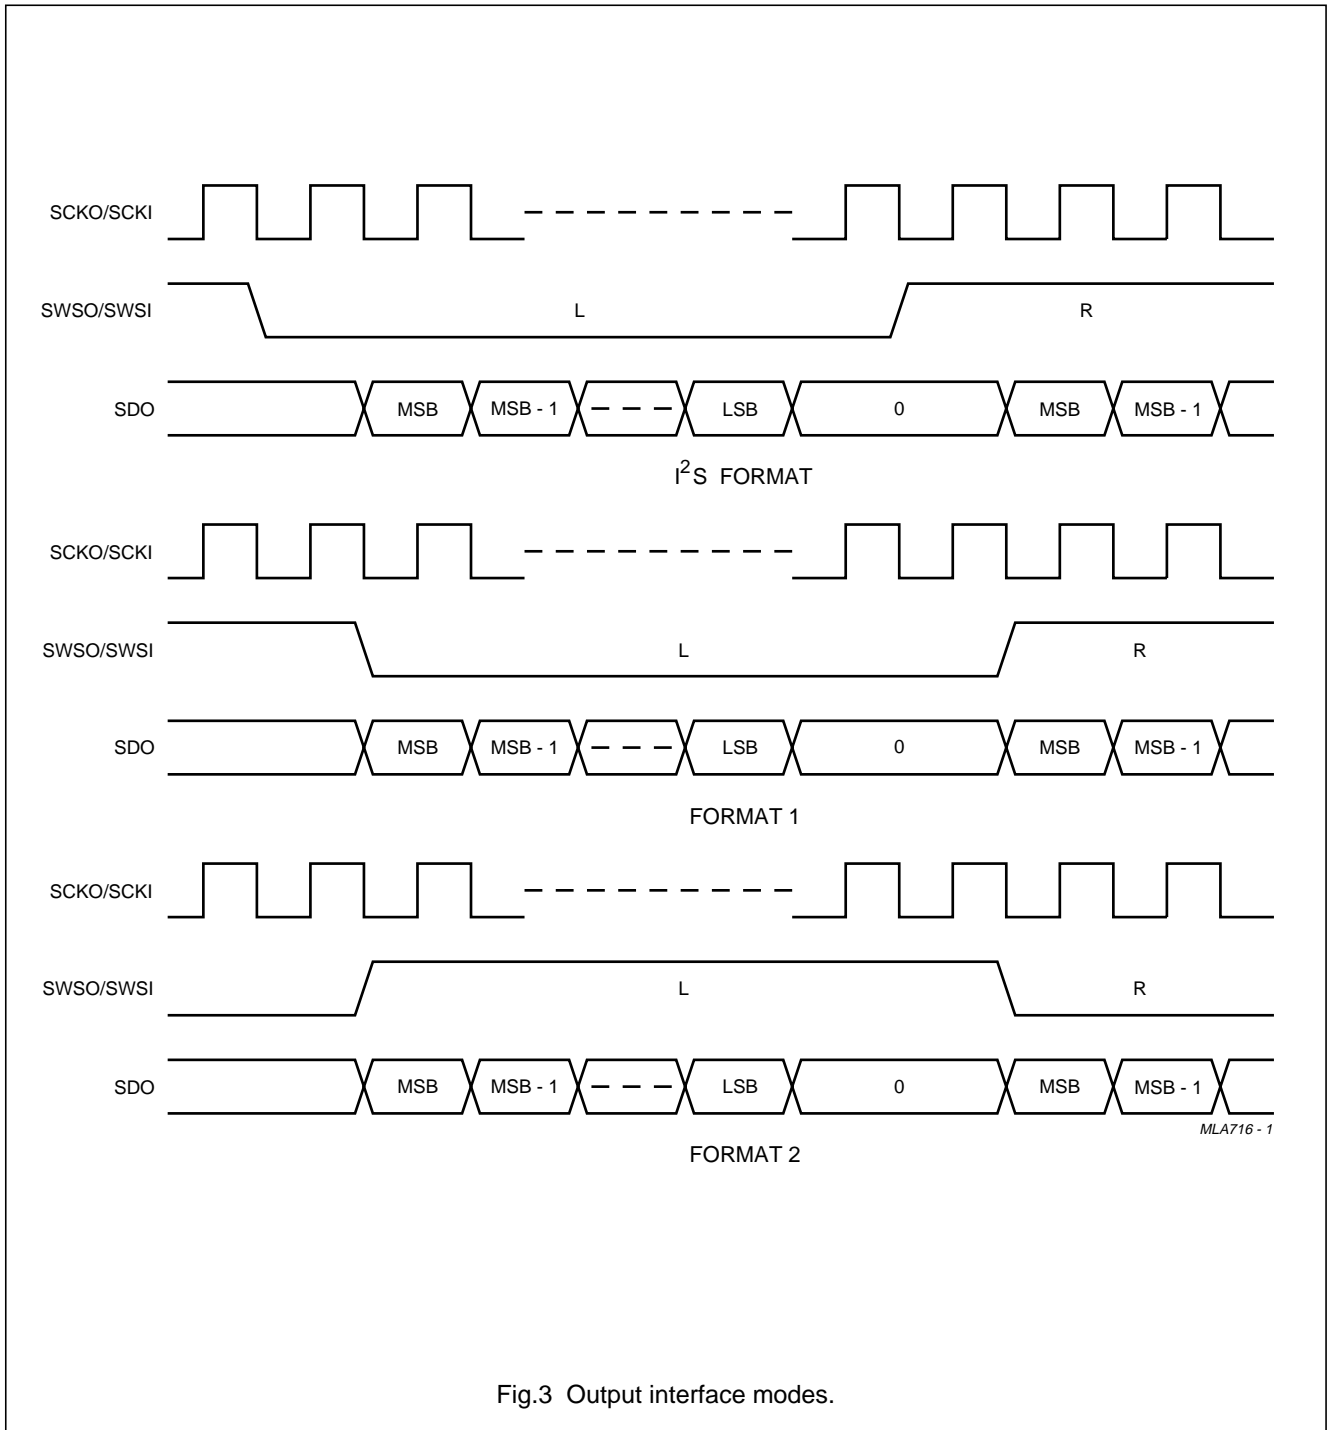 SCKO/SCKI
SWSO/SWSI L R
SDO MSB MSB - 1 LSB 0 MSB MSB - 1
I²S FORMAT
SCKO/SCKI
SWSO/SWSI L R
SDO MSB MSB - 1 LSB 0 MSB MSB - 1
FORMAT 1
SCKO/SCKI
SWSO/SWSI L R
SDO MSB MSB - 1 LSB 0 MSB MSB - 1
MLA716 - 1
FORMAT 2
Fig.3 Output interface modes.